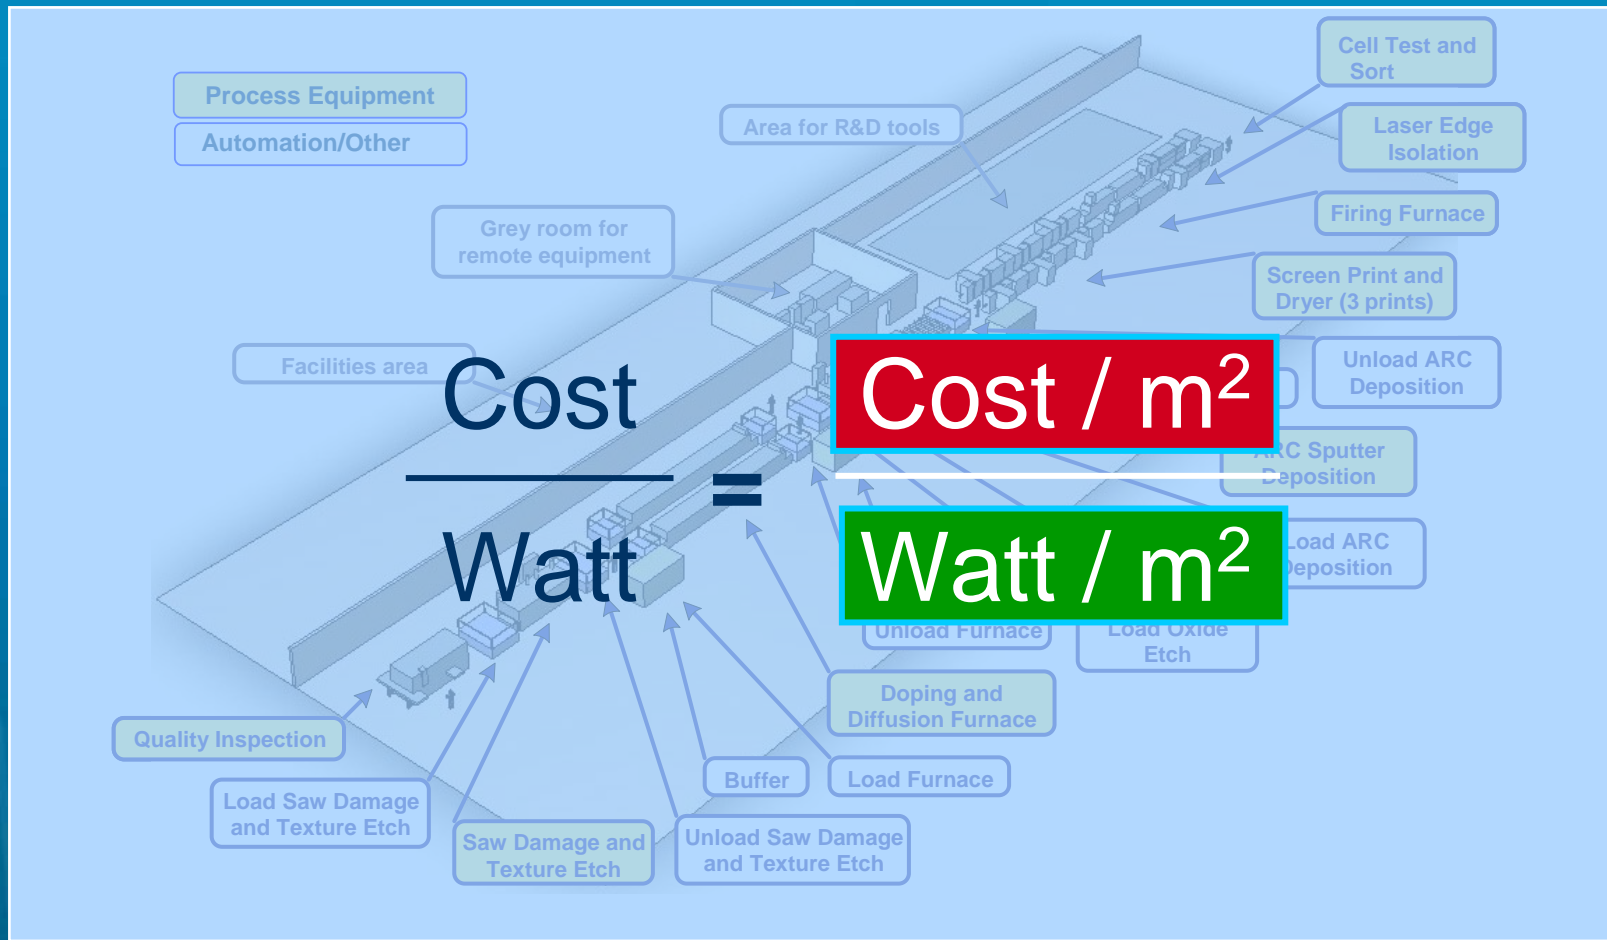 Process Equipment
Automation/Other
Cell Test and
Sort
Area for R&D tools
Laser Edge
Isolation
Grey room for
remote equipment
Firing Furnace
Screen Print and
Dryer (3 prints)
Facilities area
Unload ARC
Deposition
Cost
Watt
=
Cost / m²
Watt / m²
ARC Sputter
Deposition
Load ARC
Deposition
Unload Furnace
Load Oxide
Etch
Doping and
Diffusion Furnace
Quality Inspection
Buffer
Load Furnace
Load Saw Damage
and Texture Etch
Saw Damage and
Texture Etch
Unload Saw Damage
and Texture Etch